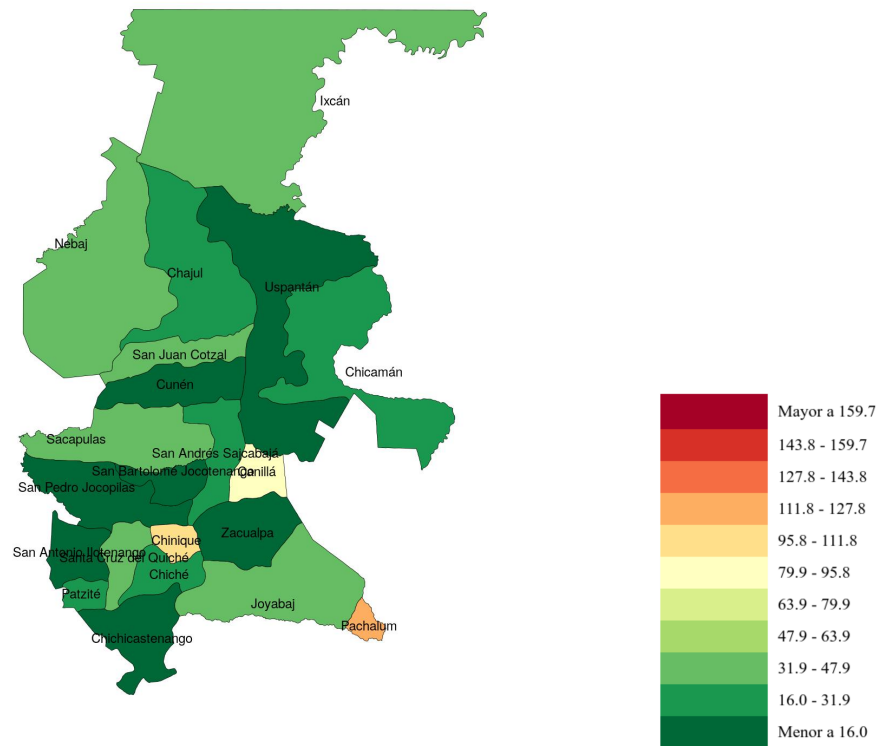 Ixcán
Nebaj
Chajul
Uspantán
San Juan Cotzal
Chicamán
Cunén
Sacapulas
San Andrés Sajcabajá
San Bartolomé Jocotenango
Canillá
San Pedro Jocopilas
Zacualpa
Chinique
San Antonio Ilotenango
Santa Cruz del Quiché
Chiché
Patzité
Joyabaj
Pachalum
Chichicastenango
Mayor a 159.7
143.8 - 159.7
127.8 - 143.8
111.8 - 127.8
95.8 - 111.8
79.9 - 95.8
63.9 - 79.9
47.9 - 63.9
31.9 - 47.9
16.0 - 31.9
Menor a 16.0